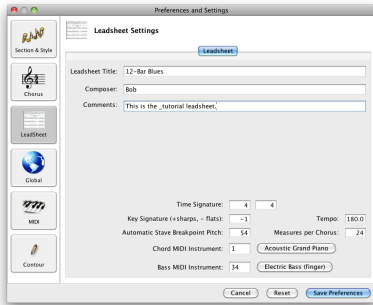 Preferences and Settings
Section & Style
Chorus
LeadSheet
Global
MIDI
Contour
Leadsheet Settings
Leadsheet
Leadsheet Title: 12-Bar Blues
Composer: Bob
Comments: This is the _tutorial leadsheet.
Time Signature: 4 4
Key Signature (+sharps, - flats): -1 Tempo: 180.0
Automatic Stave Breakpoint Pitch: 54 Measures per Chorus: 24
Chord MIDI Instrument: 1 Acoustic Grand Piano
Bass MIDI Instrument: 34 Electric Bass (finger)
Cancel Reset Save Preferences